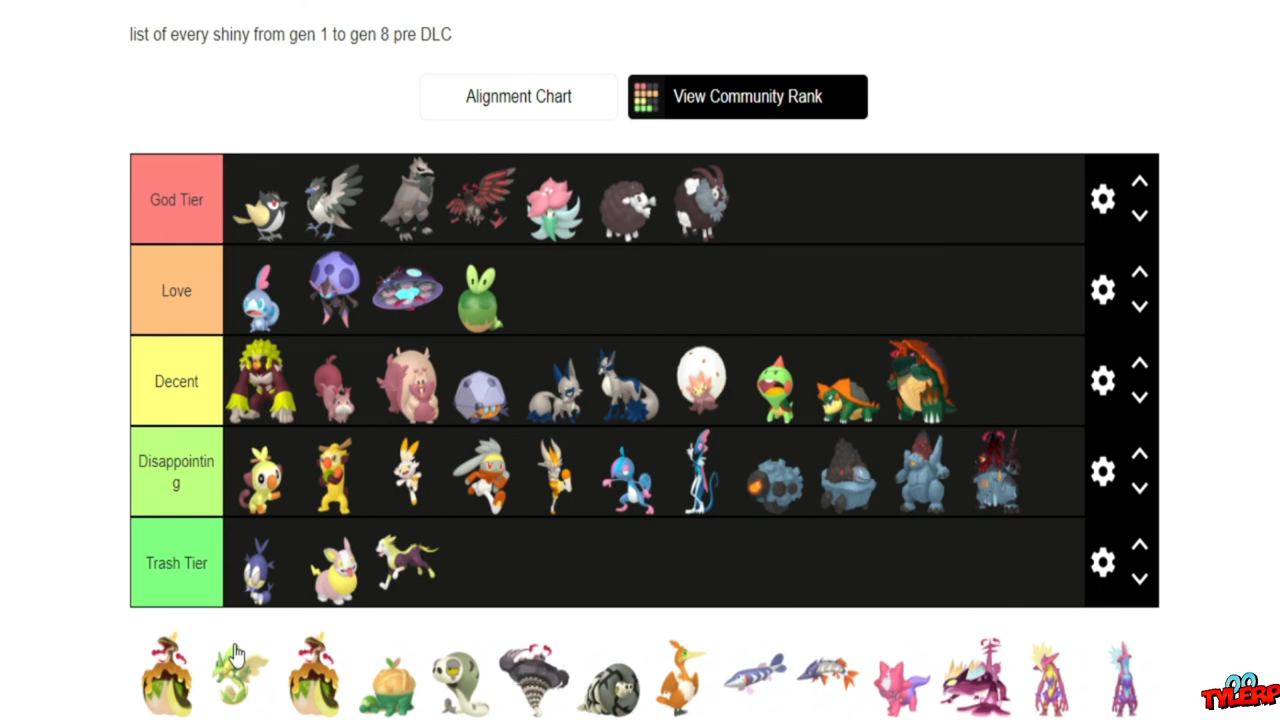 list of every shiny from gen 1 to gen 8 pre DLC
Alignment Chart
View Community Rank
God Tier
Love
Decent
Disappointin
g
Trash Tier
TYLERP